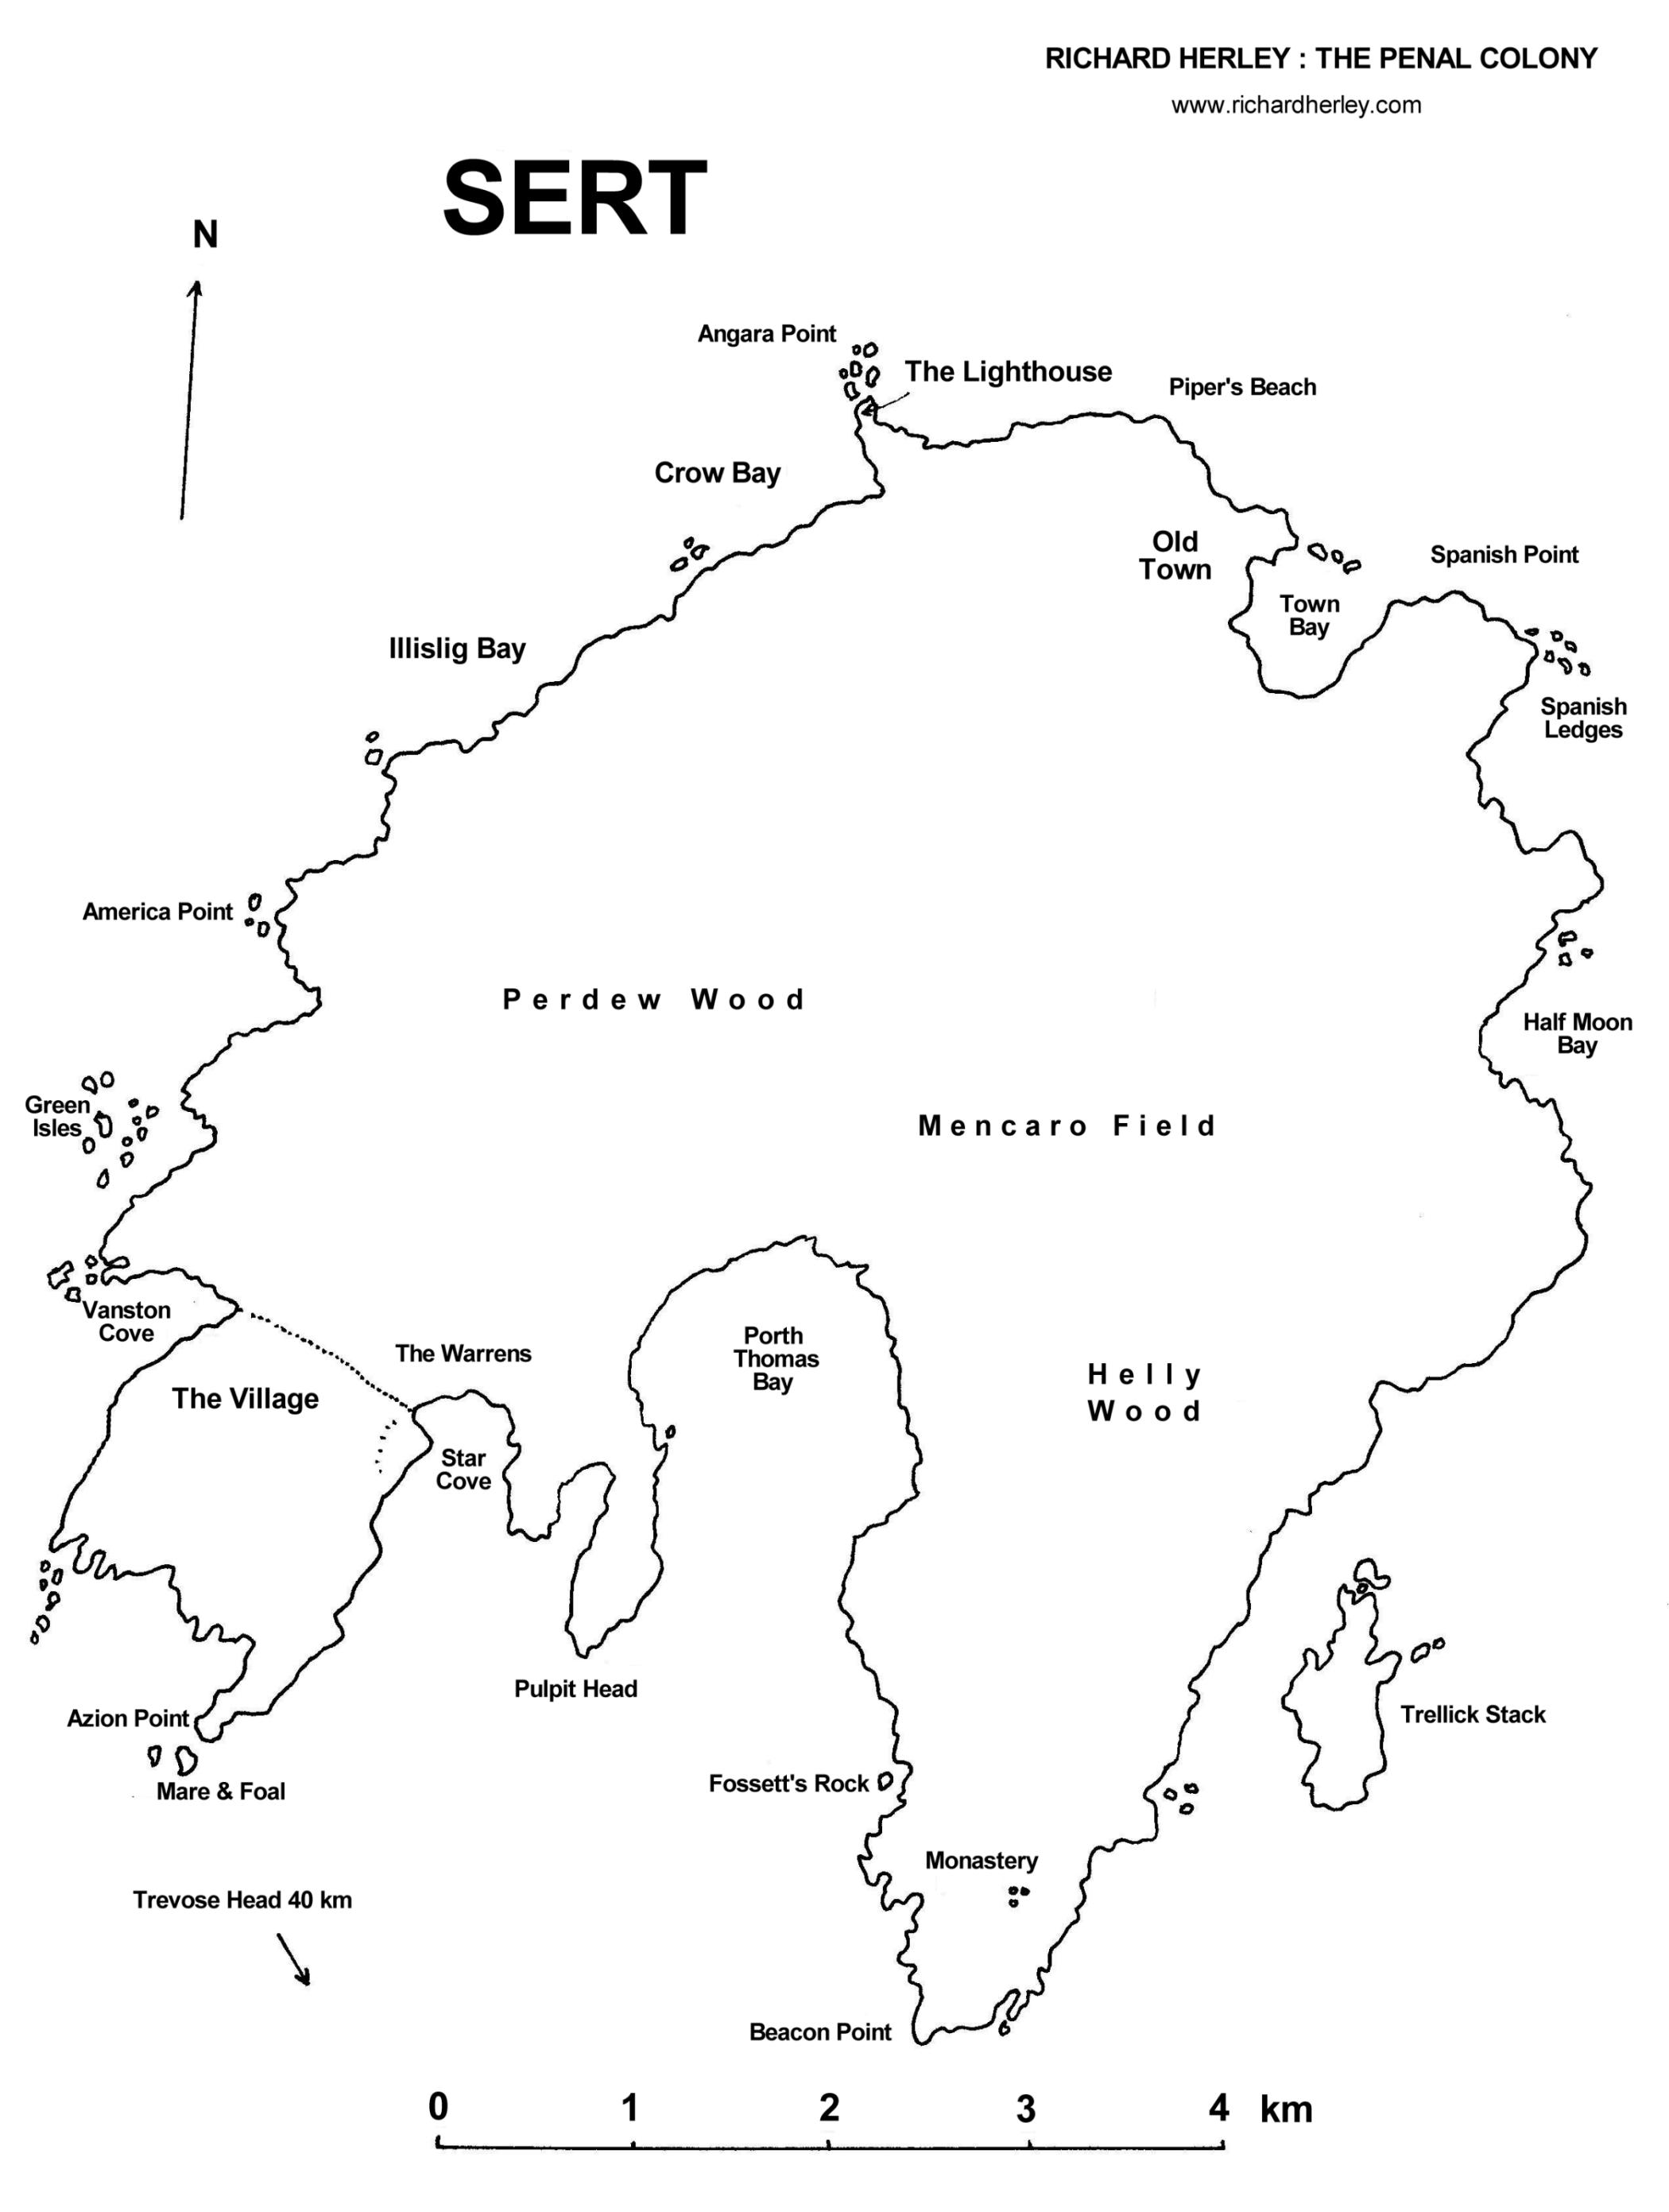 RICHARD HERLEY : THE PENAL COLONY
www.richardherley.com
SERT
N
Angara Point
The Lighthouse
Piper's Beach
Crow Bay
Old
Town
Spanish Point
Town
Bay
Illislig Bay
Spanish
Ledges
America Point
Perdew Wood
Half Moon
Bay
Green
Isles
Mencaro Field
Vanston
Cove
The Warrens
Porth
Thomas
Bay
Helly
Wood
The Village
Star
Cove
Pulpit Head
Azion Point
Trellick Stack
Mare & Foal
Fossett's Rock
Monastery
Trevose Head 40 km
Beacon Point
0 1 2 3 4 km